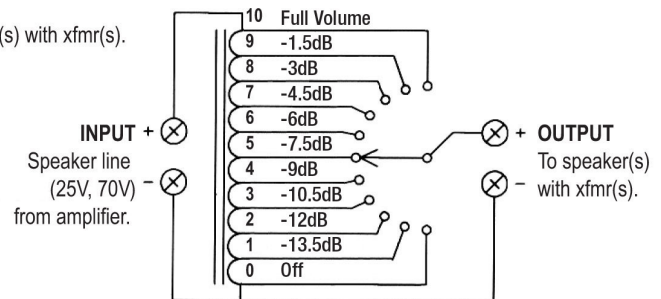 (s) with xfmr(s).
10 Full Volume
9 -1.5dB
8 -3dB
7 -4.5dB
6 -6dB
5 -7.5dB
4 -9dB
3 -10.5dB
2 -12dB
1 -13.5dB
0 Off
INPUT +
Speaker line
(25V, 70V) -
from amplifier.
+ OUTPUT
To speaker(s)
- with xfmr(s).